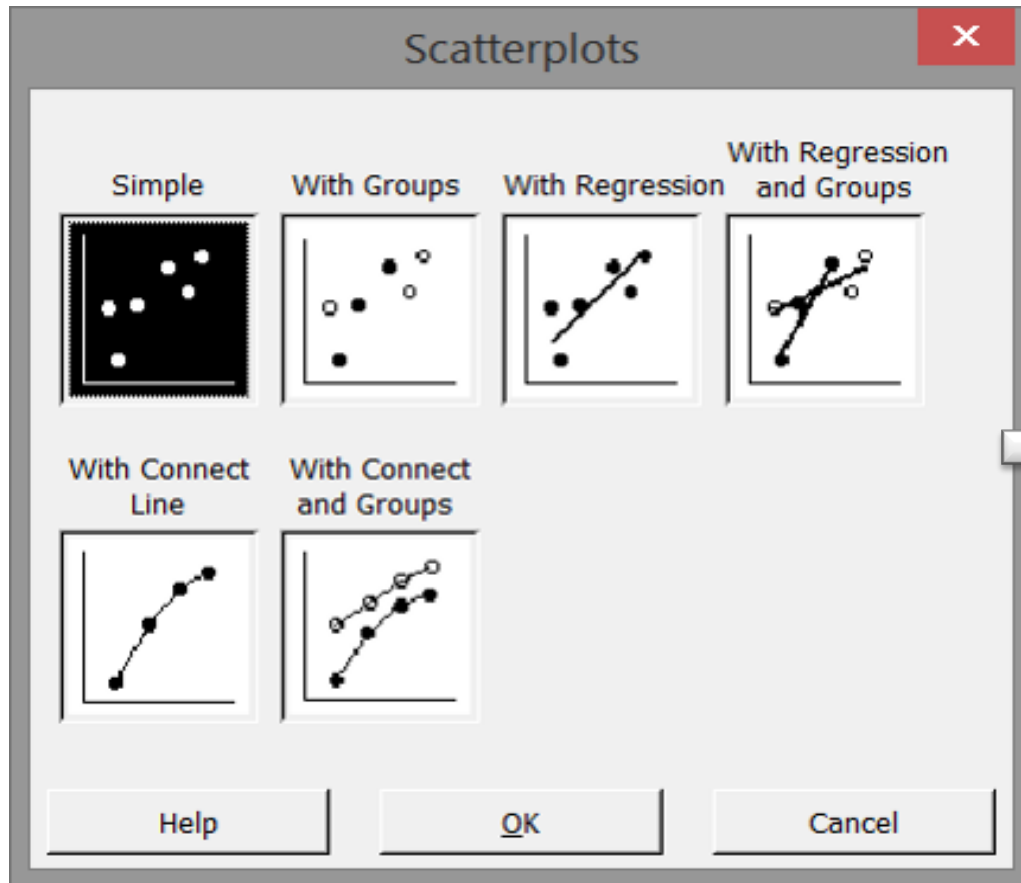 Scatterplots
Simple
With Groups
With Regression
With Regression
and Groups
With Connect
Line
With Connect
and Groups
Help
OK
Cancel